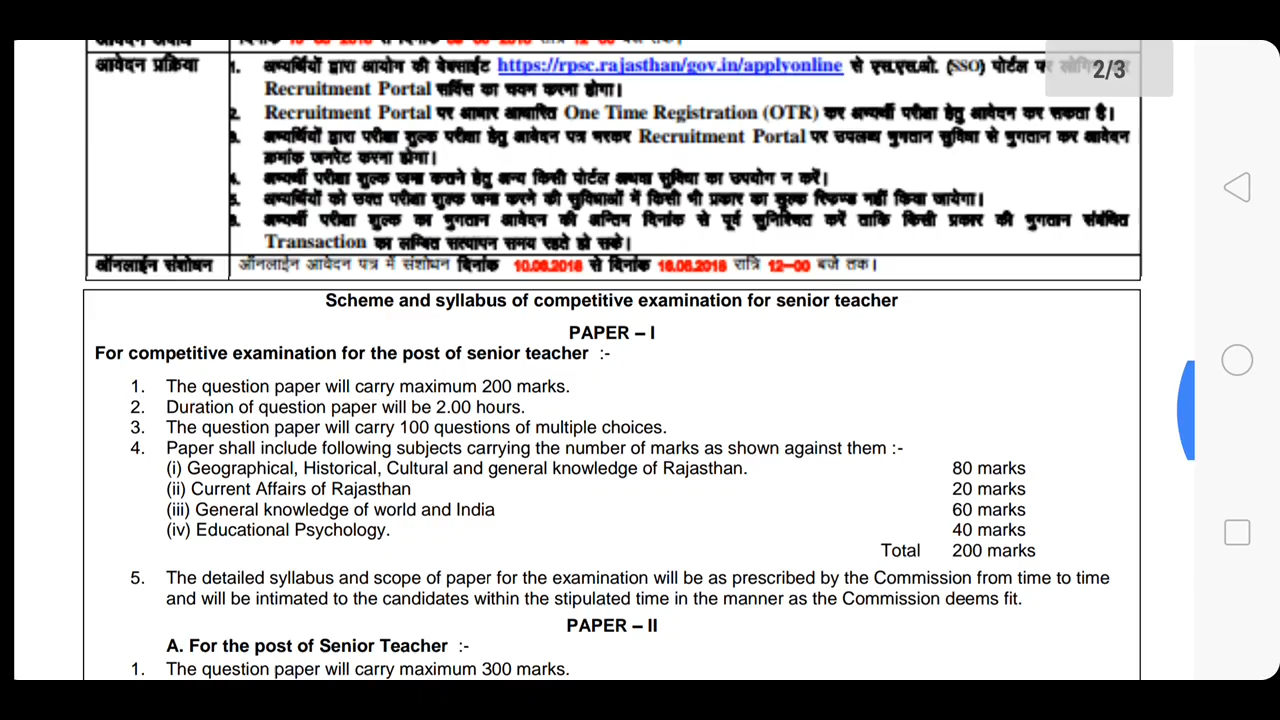 आवेदन प्रक्रिया
1. अभ्यर्थियों द्वारा आयोग की वेबसाईट https://rpsc.rajasthan/gov.in/applyonline से एस.एस.ओ. (SSO) पोर्टल पर
2/3
Recruitment Portal सर्विस का चयन करना होगा।
2. Recruitment Portal पर आधार आधारित One Time Registration (OTR) कर अभ्यर्थी परीक्षा हेतु आवेदन कर सकता है।
3. अभ्यर्थियों द्वारा परीक्षा शुल्क परीक्षा हेतु आवेदन पत्र भरकर Recruitment Portal पर उपलब्ध भुगतान सुविधा से भुगतान कर आवेदन
क्रमांक जनरेट करना होगा।
4. अभ्यर्थी परीक्षा शुल्क जमा कराने हेतु अन्य किसी पोर्टल अथवा सुविधा का उपयोग न करें।
5. अभ्यर्थियों को उक्त परीक्षा शुल्क जमा करने की सुविधाओं में किसी भी प्रकार का शुल्क रिफण्ड नहीं किया जायेगा।
6. अभ्यर्थी परीक्षा शुल्क का भुगतान आवेदन की अन्तिम दिनांक से पूर्व सुनिश्चित करें ताकि किसी प्रकार की भुगतान संबंधित
Transaction का लम्बित सत्यापन समय रहते हो सके।
ऑनलाईन संशोधन ऑनलाईन आवेदन पत्र में संशोधन दिनांक से दिनांक रात्रि 12–00 बजे तक।
Scheme and syllabus of competitive examination for senior teacher
PAPER – I
For competitive examination for the post of senior teacher :-
1. The question paper will carry maximum 200 marks.
2. Duration of question paper will be 2.00 hours.
3. The question paper will carry 100 questions of multiple choices.
4. Paper shall include following subjects carrying the number of marks as shown against them :-
(i) Geographical, Historical, Cultural and general knowledge of Rajasthan. 80 marks
(ii) Current Affairs of Rajasthan 20 marks
(iii) General knowledge of world and India 60 marks
(iv) Educational Psychology. 40 marks
Total 200 marks
5. The detailed syllabus and scope of paper for the examination will be as prescribed by the Commission from time to time
and will be intimated to the candidates within the stipulated time in the manner as the Commission deems fit.
PAPER – II
A. For the post of Senior Teacher :-
1. The question paper will carry maximum 300 marks.